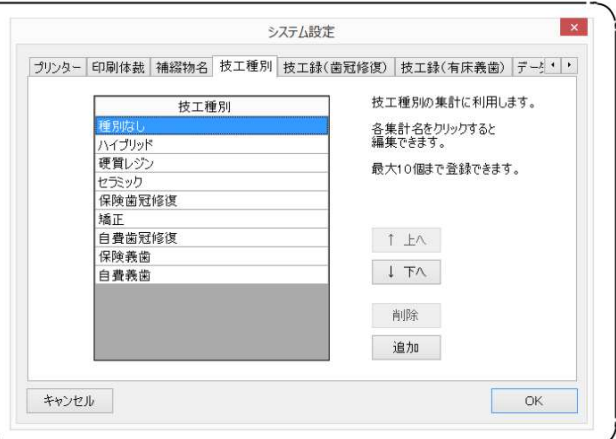 システム設定
プリンター 印刷体裁 補綴物名 技工種別 技工録(歯冠修復) 技工録(有床義歯)
技工種別
種別なし
ハイブリッド
硬質レジン
セラミック
保険歯冠修復
矯正
自費歯冠修復
保険義歯
自費義歯
技工種別の集計に利用します。
各集計名をクリックすると
編集できます。
最大10個まで登録できます。
↑ 上へ
↓ 下へ
削除
追加
キャンセル
OK